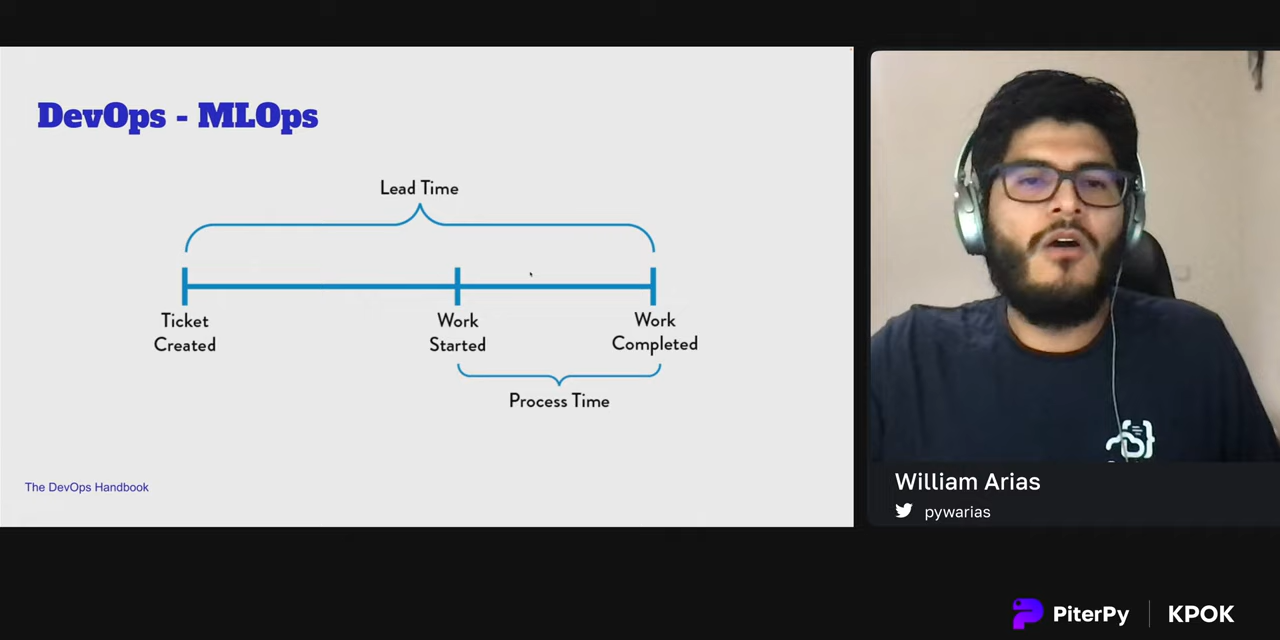 DevOps - MLOps
Lead Time
Ticket
Created
Work
Started
Work
Completed
Process Time
The DevOps Handbook
William Arias
pywarias
PiterPy
KPOK